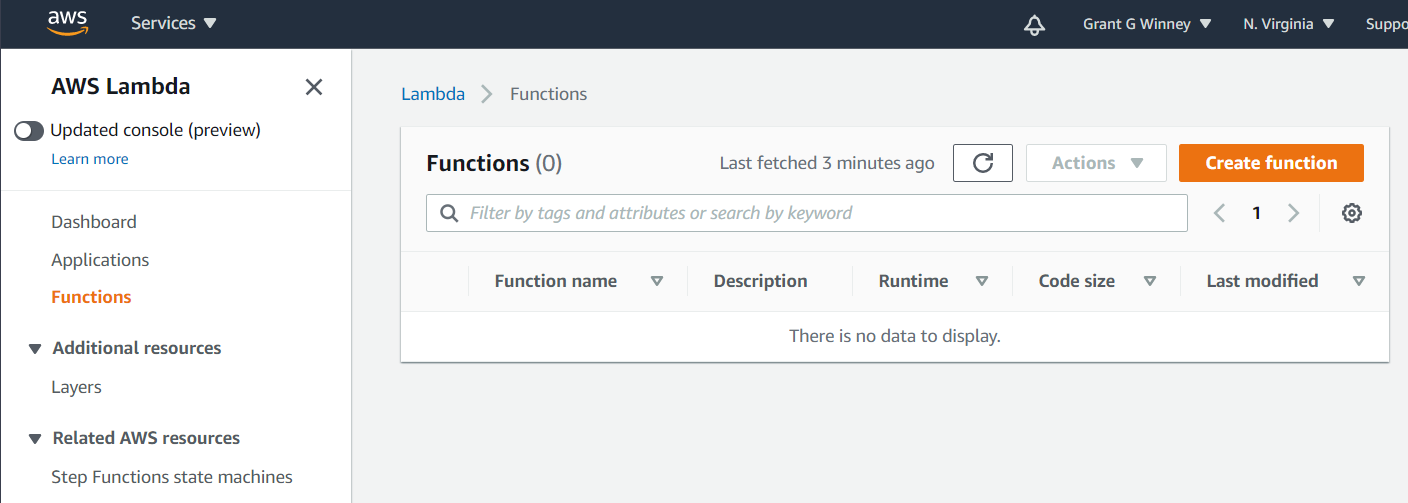 aws Services Grant G Winney N. Virginia Suppo
AWS Lambda
Updated console (preview)
Learn more
Dashboard
Applications
Functions
Additional resources
Layers
Related AWS resources
Step Functions state machines
Lambda Functions
Functions (0) Last fetched 3 minutes ago Actions Create function
Filter by tags and attributes or search by keyword 1
Function name Description Runtime Code size Last modified
There is no data to display.